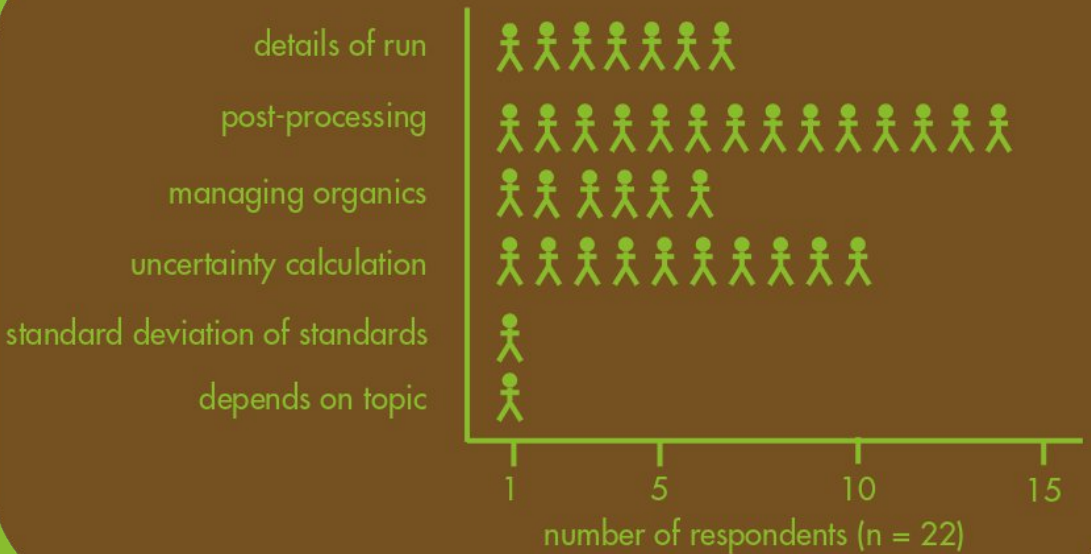 details of run
post-processing
managing organics
uncertainty calculation
standard deviation of standards
depends on topic
1 5 10 15
number of respondents (n = 22)